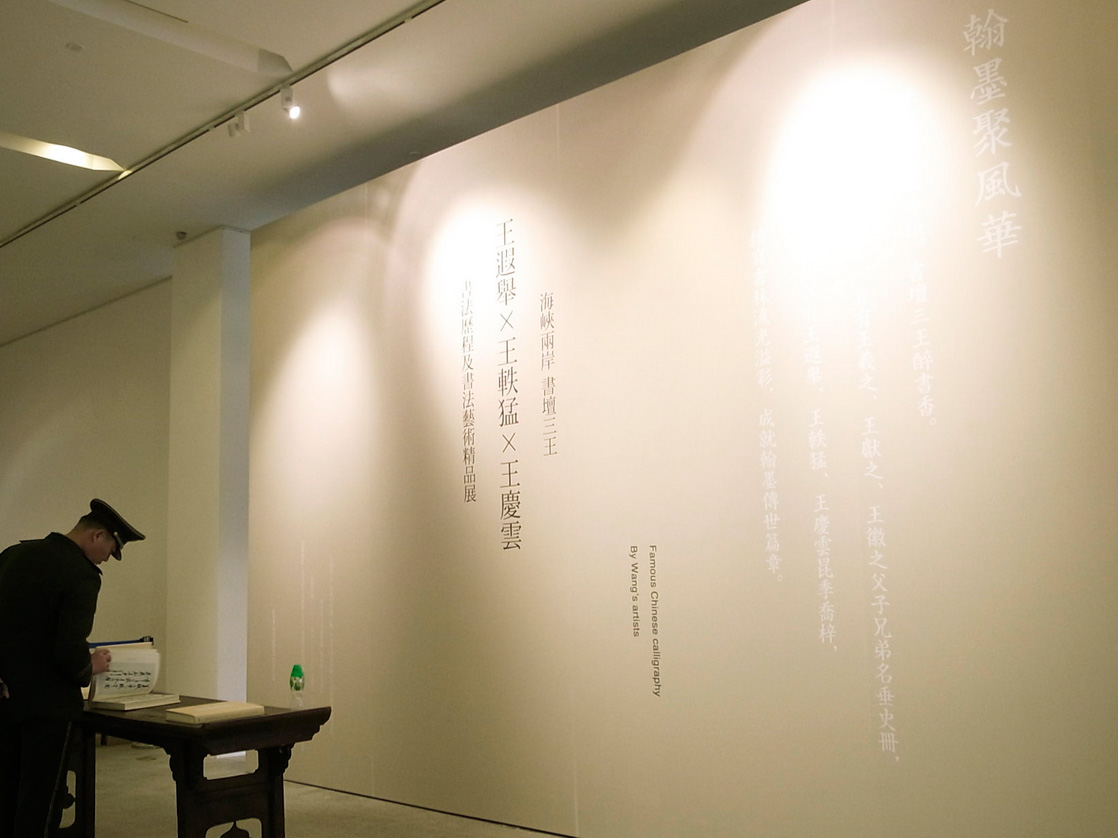 翰墨聚風華
書壇三王醉書香。
王羲之、王獻之、王徽之父子兄弟名垂史冊，
王遐舉、王軼猛、王慶雲昆季喬梓，
成就翰墨傳世篇章。
海峽兩岸 書壇三王
王遐舉×王軼猛×王慶雲
書法歷程及書法藝術精品展
Famous Chinese calligraphy
By Wang's artists